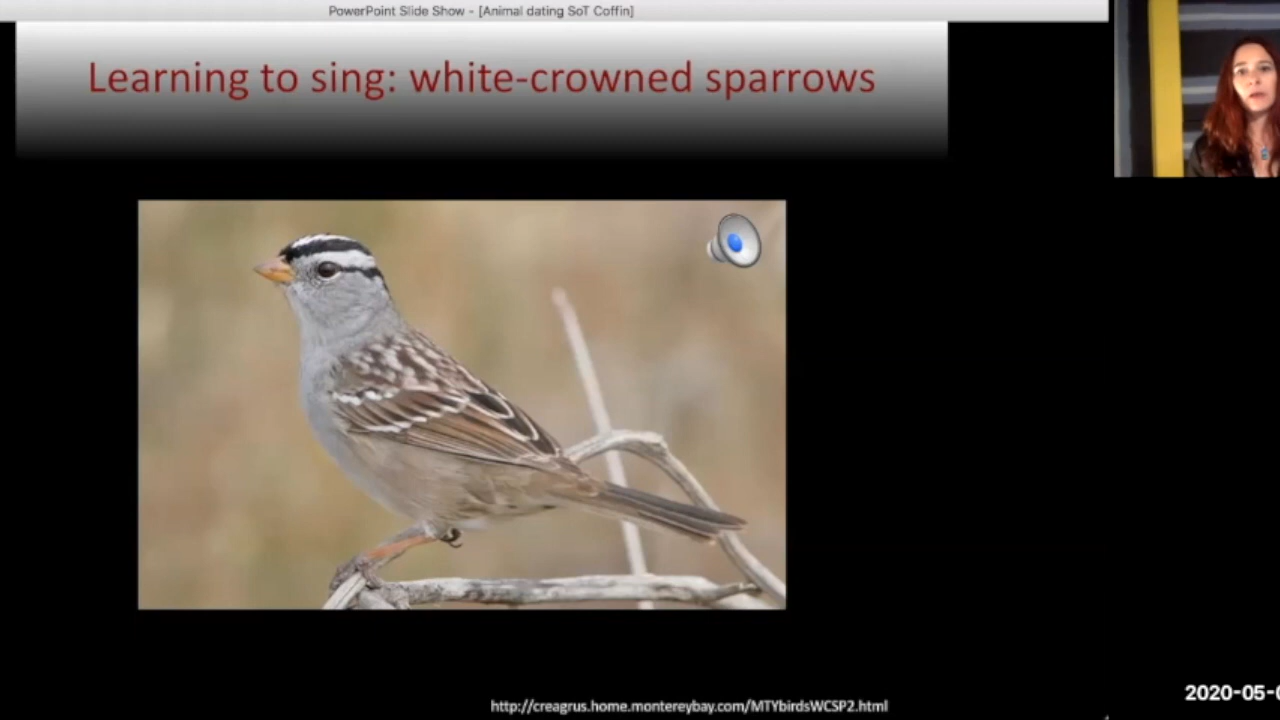 PowerPoint Slide Show - [Animal dating SoT Coffin]
Learning to sing: white-crowned sparrows
http://creagrus.home.montereybay.com/MTYbirdsWCSP2.html
2020-05-0